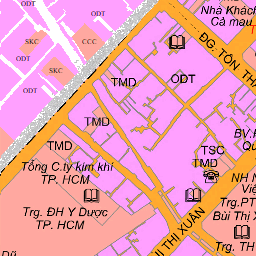 ODT
Nhà Khách
Cà mau
SKC
CCC
ĐG. TÔN TH
ODT
SKC
TMD
ODT
ODT
TMD
BV.
TMD
TSC
TMD
Tổng C.ty kim khí
TP. HCM
NH N
Việ
Trg. ĐH Y Dược
TP. HCM
Trg.PT
Bùi Thị X
THỊ XUÂN
Trg. TH